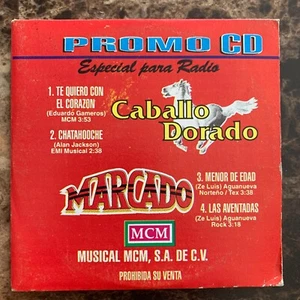 PROMO CD
Especial para Radio
1. TE QUIERO CON
EL CORAZON
(Eduardo Gameros)
MCM 3:53
2. CHATAHOOCHE
(Alan Jackson)
EMI Musical 2:38
Caballo
Dorado
MARCADO
3. MENOR DE EDAD
(Ze Luis) Aguanueva
Norteño / Tex 3:38
4. LAS AVENTADAS
(Ze Luis) Aguanueva
Rock 3:18
MCM
MUSICAL MCM, S.A. DE C.V.
PROHIBIDA SU VENTA